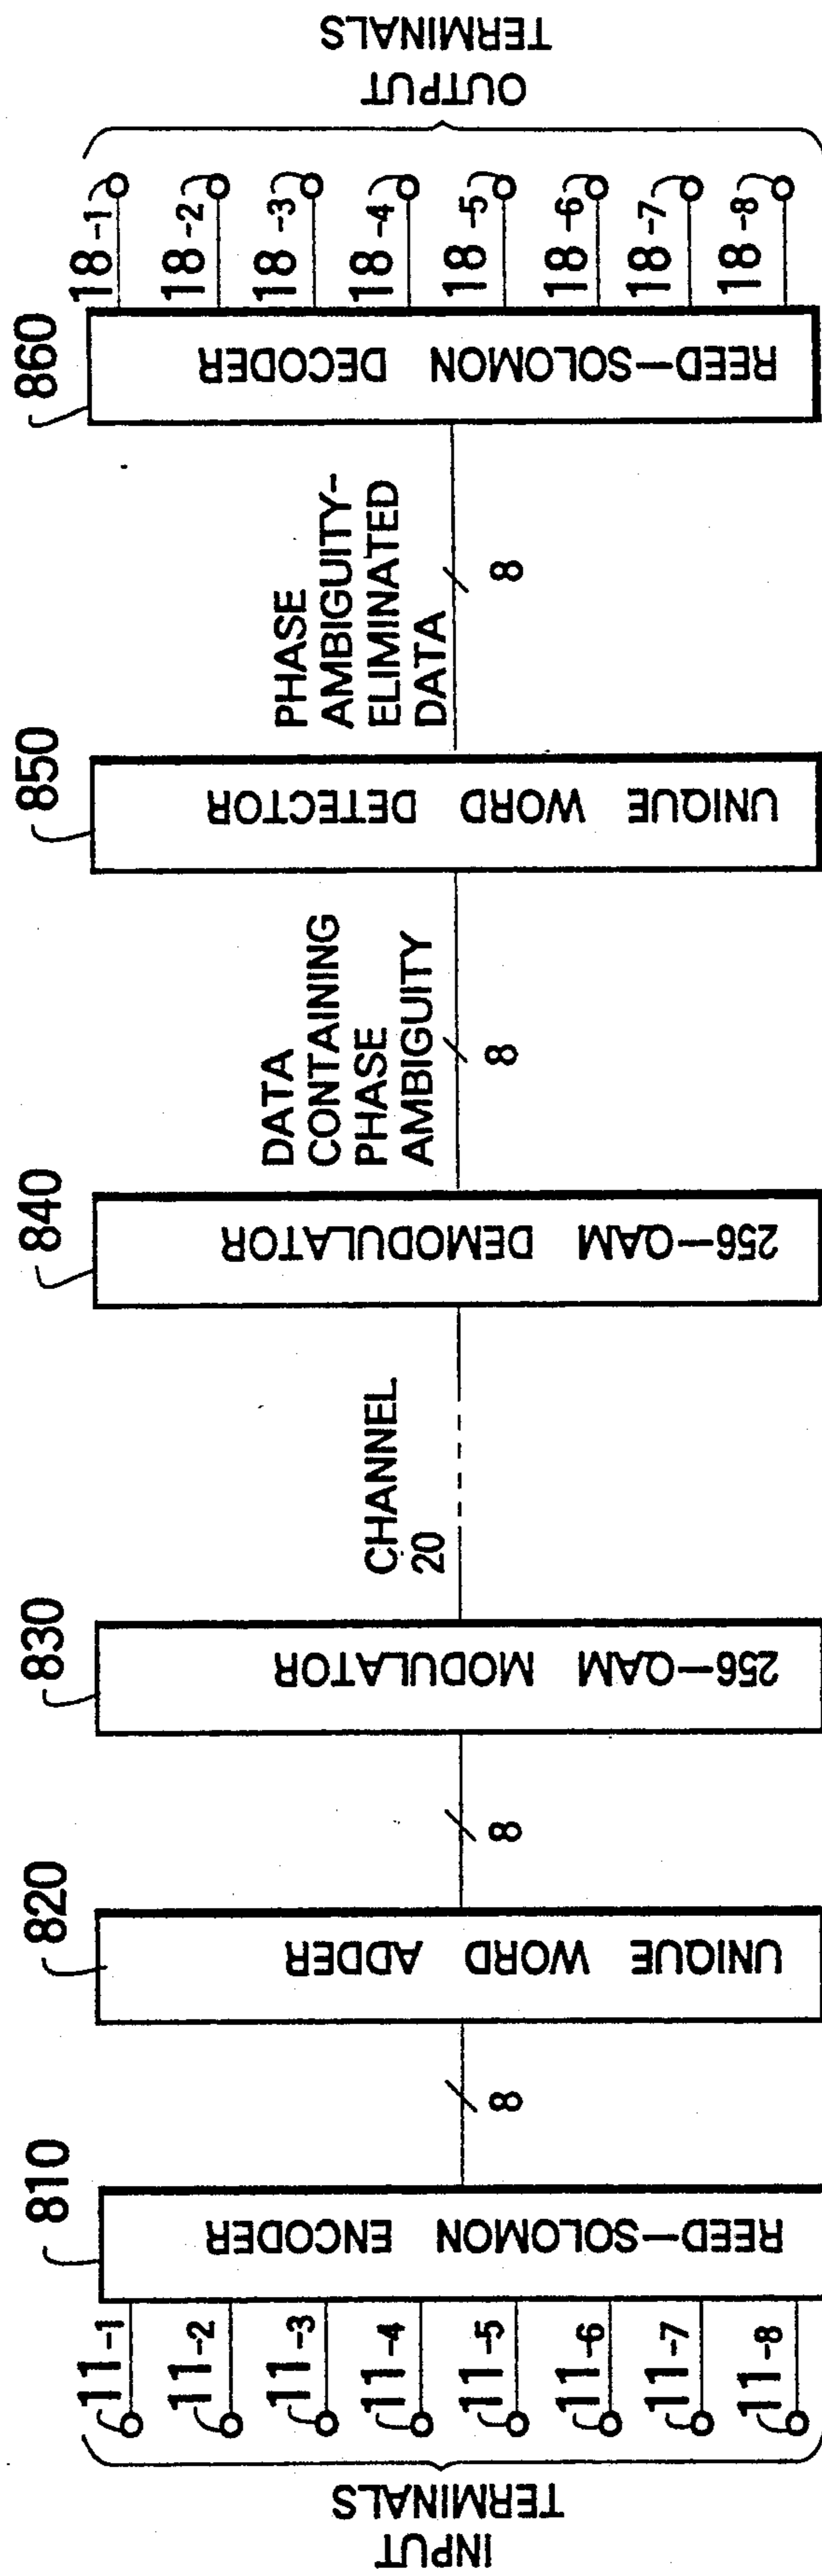 INPUT
TERMINALS
11-1
11-2
11-3
11-4
11-5
11-6
11-7
11-8
810
REED-SOLOMON ENCODER
8
820
UNIQUE WORD ADDER
8
830
256-QAM MODULATOR
CHANNEL
20
840
256-QAM DEMODULATOR
DATA
CONTAINING
PHASE
AMBIGUITY
8
850
UNIQUE WORD DETECTOR
PHASE
AMBIGUITY-
ELIMINATED
DATA
8
860
REED-SOLOMON DECODER
18-1
18-2
18-3
18-4
18-5
18-6
18-7
18-8
OUTPUT
TERMINALS